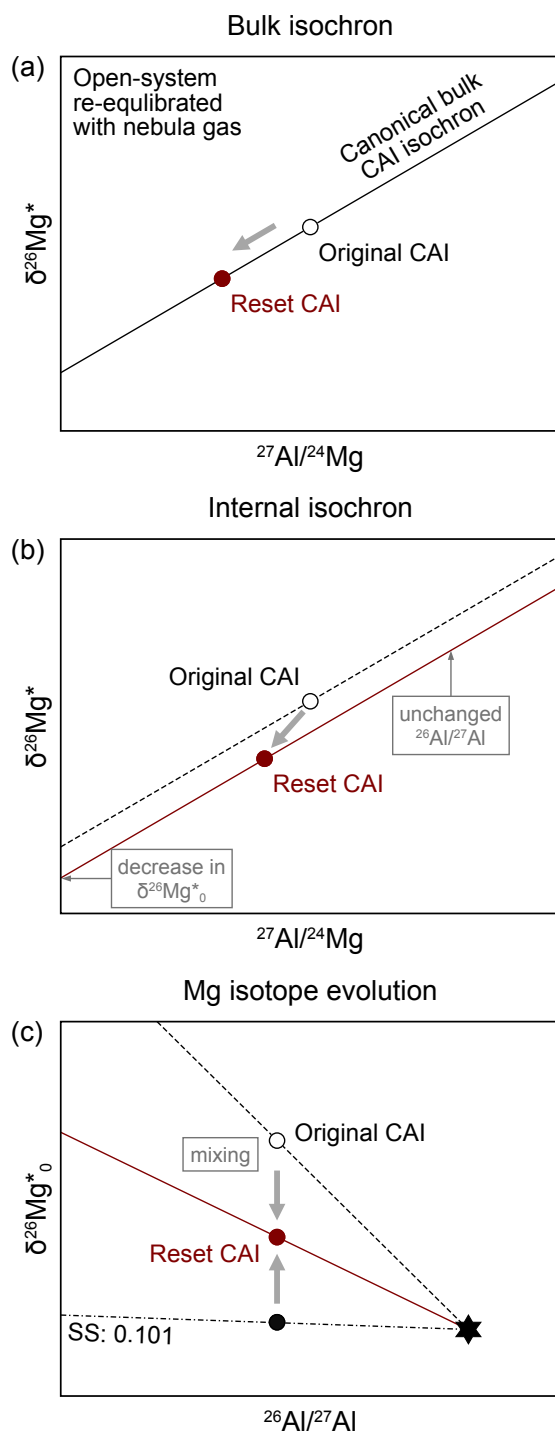 Bulk isochron
(a)
Open-system
re-equlibrated
with nebula gas
Canonical bulk
CAI isochron
Original CAI
Reset CAI
δ²⁶Mg*
²⁷Al/²⁴Mg
Internal isochron
(b)
Original CAI
unchanged
²⁶Al/²⁷Al
Reset CAI
decrease in
δ²⁶Mg*₀
δ²⁶Mg*
²⁷Al/²⁴Mg
Mg isotope evolution
(c)
Original CAI
mixing
Reset CAI
SS: 0.101
δ²⁶Mg*₀
²⁶Al/²⁷Al